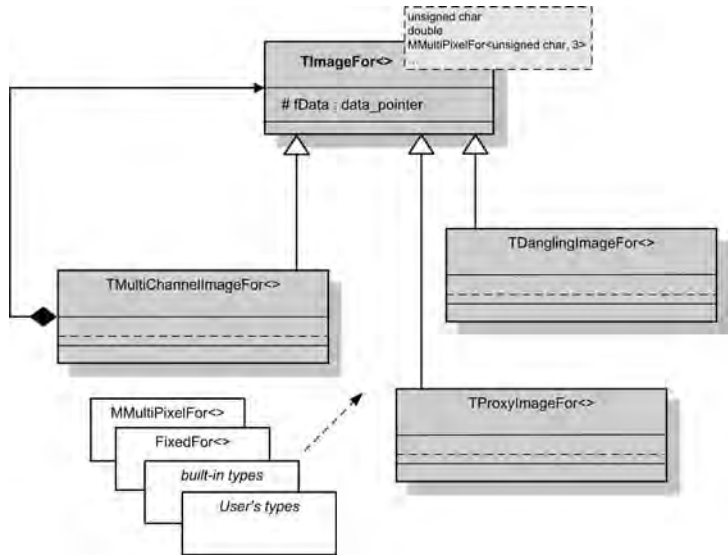 unsigned char
double
MMultiPixelFor<unsigned char, 3>
...
TImageFor<>
# fData : data_pointer
TDanglingImageFor<>
TMultiChannelImageFor<>
TProxyImageFor<>
MMultiPixelFor<>
FixedFor<>
built-in types
User's types